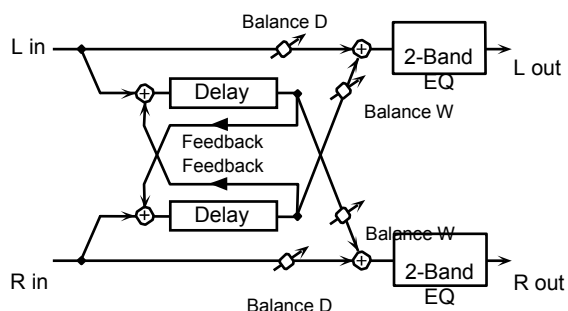 Balance D
L in
2-Band
EQ
L out
Delay
Balance W
Feedback
Feedback
Delay
Balance W
R in
2-Band
EQ
R out
Balance D